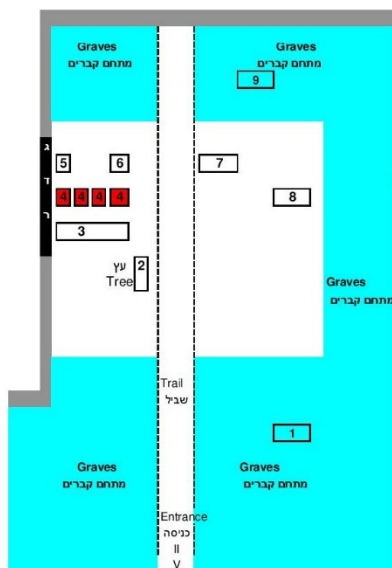 Graves
מתחם קברים
Graves
מתחם קברים
9
ג
ד
ר
5
6
7
4
4
4
4
8
3
עץ
Tree
2
Graves
מתחם קברים
Trail
שביל
1
Graves
מתחם קברים
Graves
מתחם קברים
Entrance
כניסה
II
V